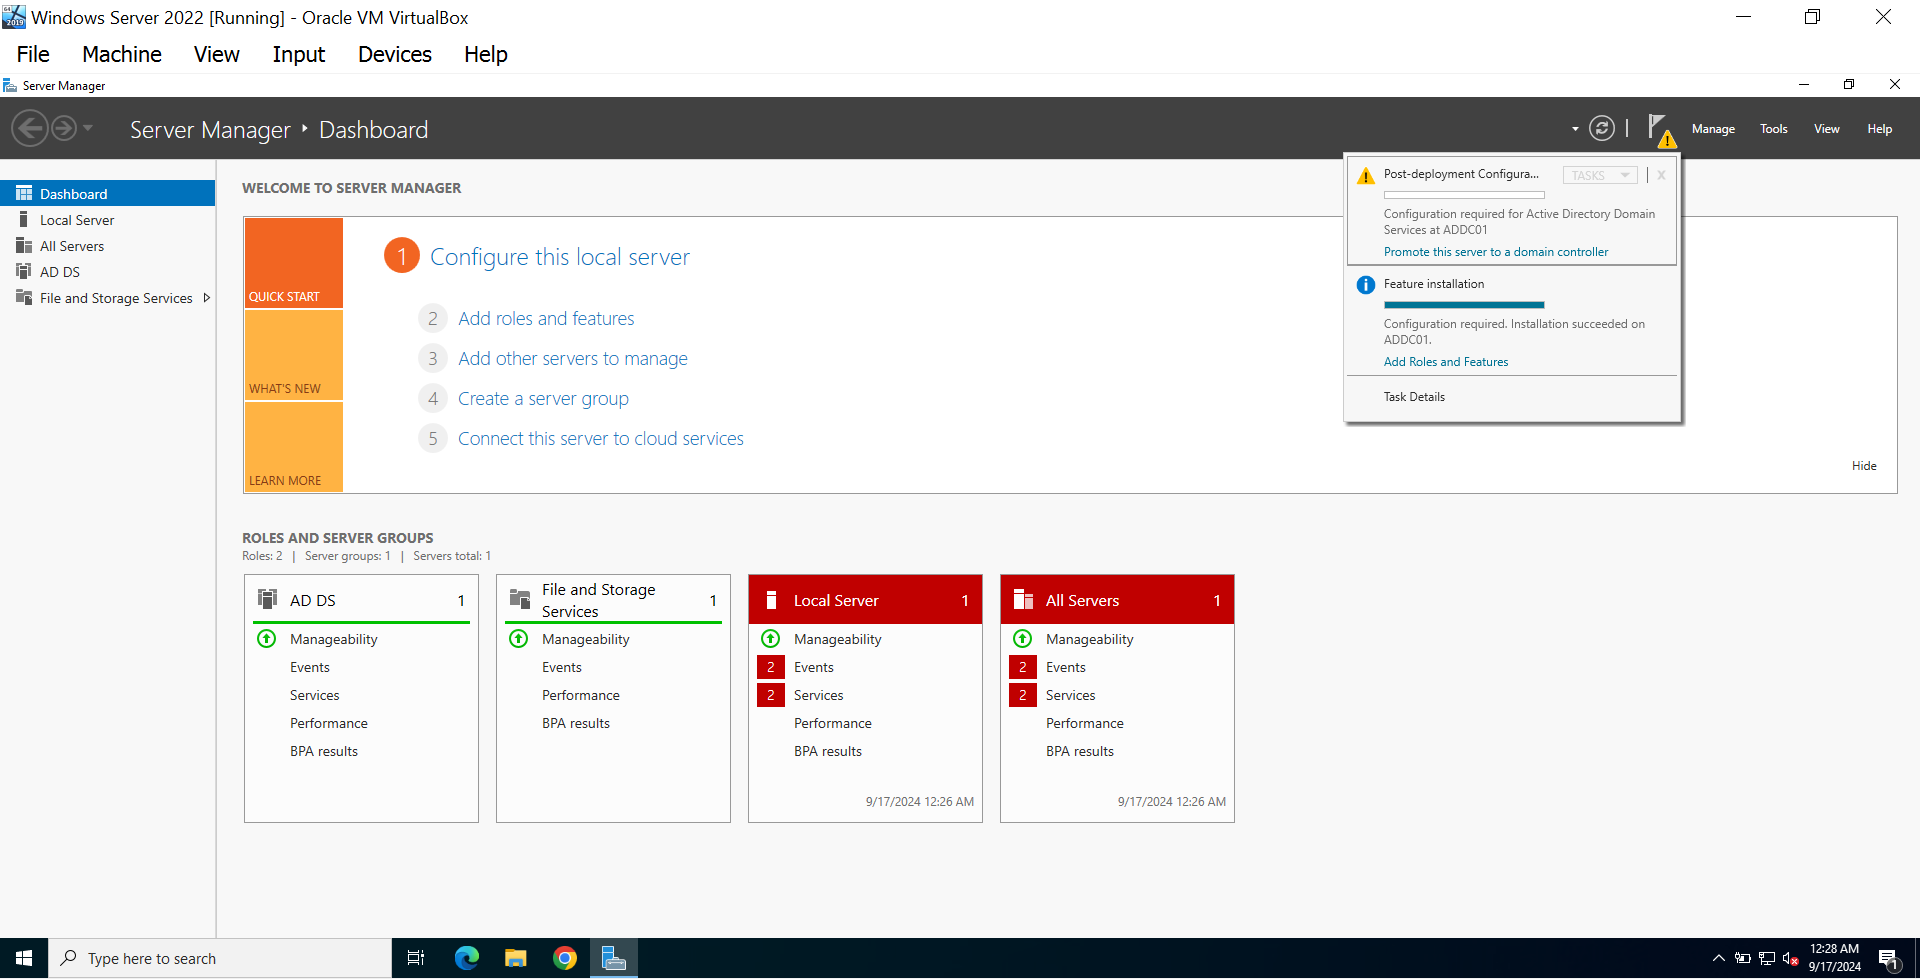 Windows Server 2022 [Running] - Oracle VM VirtualBox
File Machine View Input Devices Help
Server Manager
Server Manager ‣ Dashboard
Manage Tools View Help
Dashboard
Local Server
All Servers
AD DS
File and Storage Services
WELCOME TO SERVER MANAGER
QUICK START
WHAT'S NEW
LEARN MORE
1 Configure this local server
2 Add roles and features
3 Add other servers to manage
4 Create a server group
5 Connect this server to cloud services
Hide
Post-deployment Configura... TASKS X
Configuration required for Active Directory Domain
Services at ADDC01
Promote this server to a domain controller
Feature installation
Configuration required. Installation succeeded on
ADDC01.
Add Roles and Features
Task Details
ROLES AND SERVER GROUPS
Roles: 2 | Server groups: 1 | Servers total: 1
AD DS 1
Manageability
Events
Services
Performance
BPA results
File and Storage
Services 1
Manageability
Events
Performance
BPA results
Local Server 1
Manageability
2 Events
2 Services
Performance
BPA results
9/17/2024 12:26 AM
All Servers 1
Manageability
2 Events
2 Services
Performance
BPA results
9/17/2024 12:26 AM
Type here to search
12:28 AM
9/17/2024
1